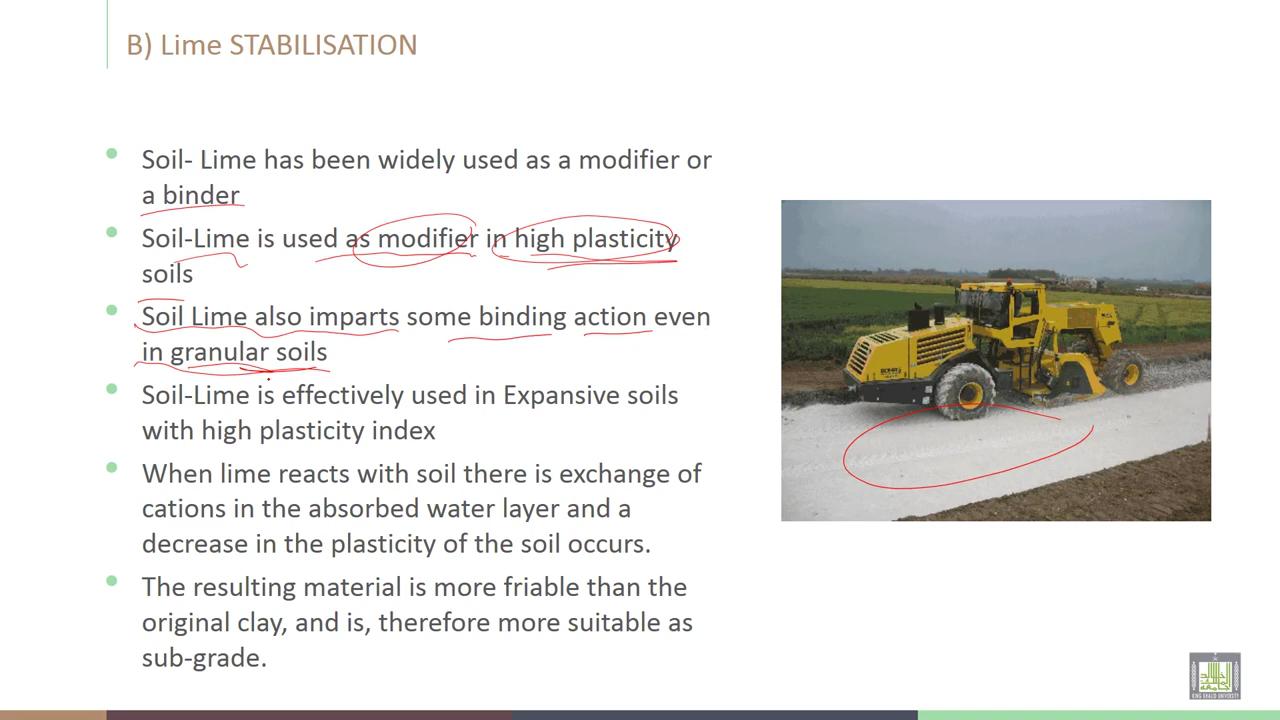 B) Lime STABILISATION
Soil- Lime has been widely used as a modifier or
a binder
Soil-Lime is used as modifier in high plasticity
soils
Soil Lime also imparts some binding action even
in granular soils
Soil-Lime is effectively used in Expansive soils
with high plasticity index
When lime reacts with soil there is exchange of
cations in the absorbed water layer and a
decrease in the plasticity of the soil occurs.
The resulting material is more friable than the
original clay, and is, therefore more suitable as
sub-grade.
KING KHALID UNIVERSITY